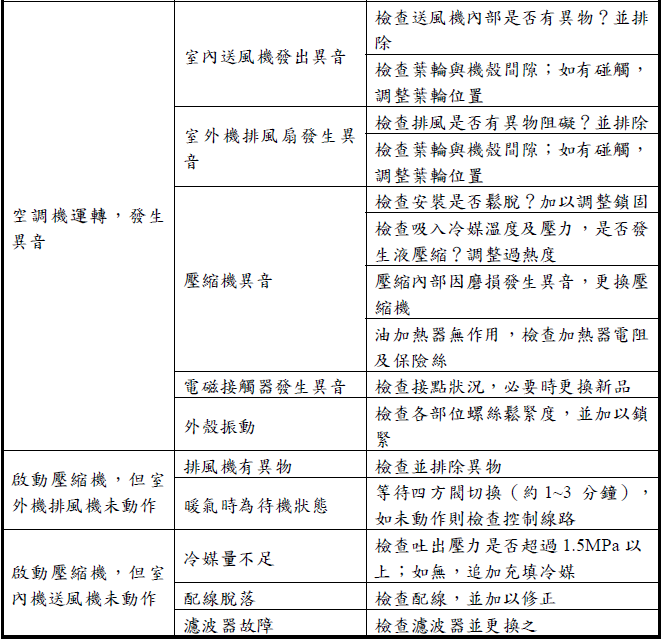 空調機運轉，發生
異音
室內送風機發出異音
檢查送風機內部是否有異物？並排
除
檢查葉輪與機殼間隙；如有碰觸，
調整葉輪位置
室外機排風扇發生異
音
檢查排風是否有異物阻礙？並排除
檢查葉輪與機殼間隙；如有碰觸，
調整葉輪位置
壓縮機異音
檢查安裝是否鬆脫？加以調整鎖固
檢查吸入冷媒溫度及壓力，是否發
生液壓縮？調整過熱度
壓縮內部因磨損發生異音，更換壓
縮機
油加熱器無作用，檢查加熱器電阻
及保險絲
電磁接觸器發生異音
檢查接點狀況，必要時更換新品
外殼振動
檢查各部位螺絲鬆緊度，並加以鎖
緊
啟動壓縮機，但室
外機排風機未動作
排風機有異物
檢查並排除異物
暖氣時為待機狀態
等待四方閥切換（約 1~3 分鐘），
如未動作則檢查控制線路
啟動壓縮機，但室
內機送風機未動作
冷媒量不足
檢查吐出壓力是否超過 1.5MPa 以
上；如無，追加充填冷媒
配線脫落
檢查配線，並加以修正
濾波器故障
檢查濾波器並更換之